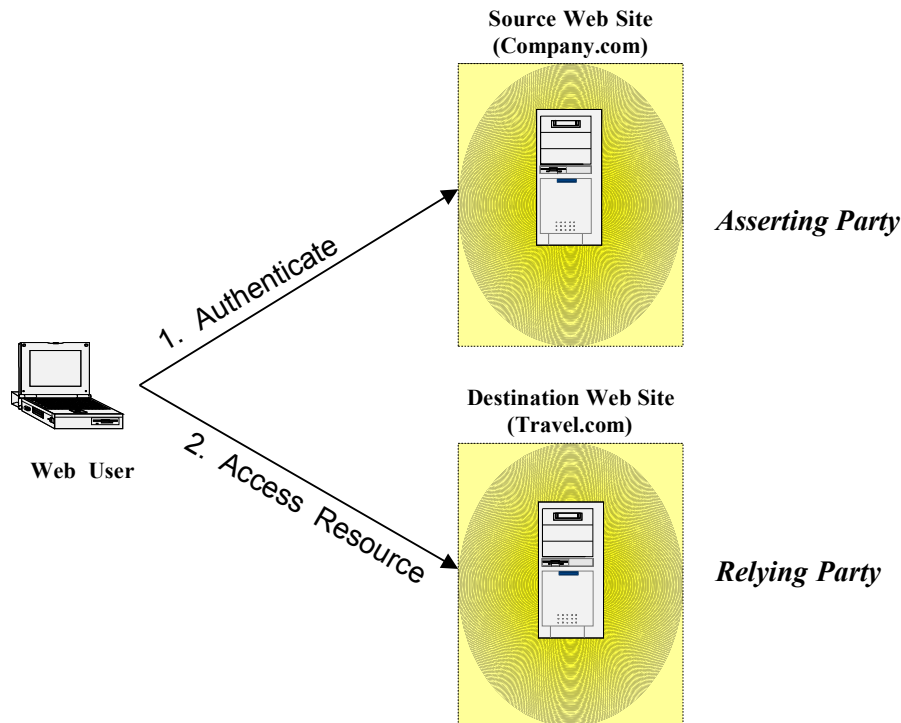 Source Web Site
(Company.com)
Asserting Party
1. Authenticate
Destination Web Site
(Travel.com)
Web User
2. Access Resource
Relying Party